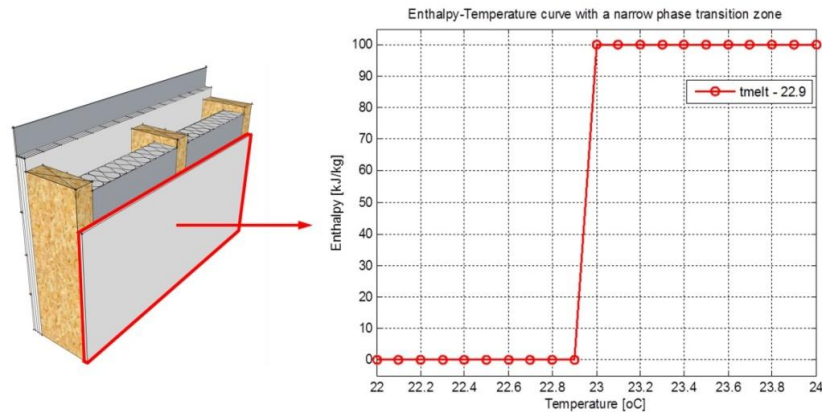 Enthalpy-Temperature curve with a narrow phase transition zone
Enthalpy [kJ/kg]
100
90
80
70
60
50
40
30
20
10
0
tmelt - 22.9
22 22.2 22.4 22.6 22.8 23 23.2 23.4 23.6 23.8 24
Temperature [oC]